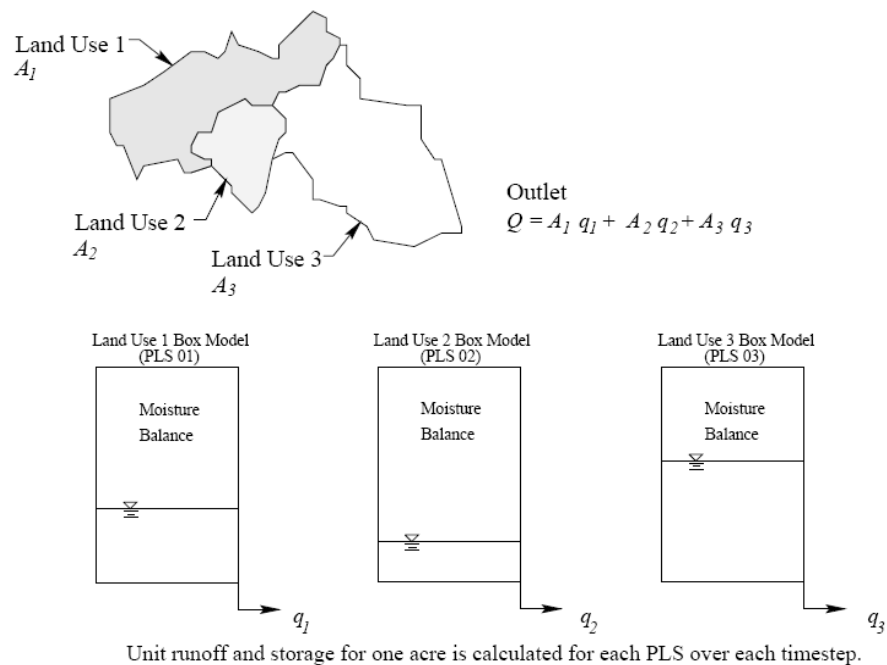 Land Use 1
A1
Land Use 2
A2
Land Use 3
A3
Outlet
Q = A1 q1 + A2 q2 + A3 q3
Land Use 1 Box Model
(PLS 01)
Moisture
Balance
q1
Land Use 2 Box Model
(PLS 02)
Moisture
Balance
q2
Land Use 3 Box Model
(PLS 03)
Moisture
Balance
q3
Unit runoff and storage for one acre is calculated for each PLS over each timestep.